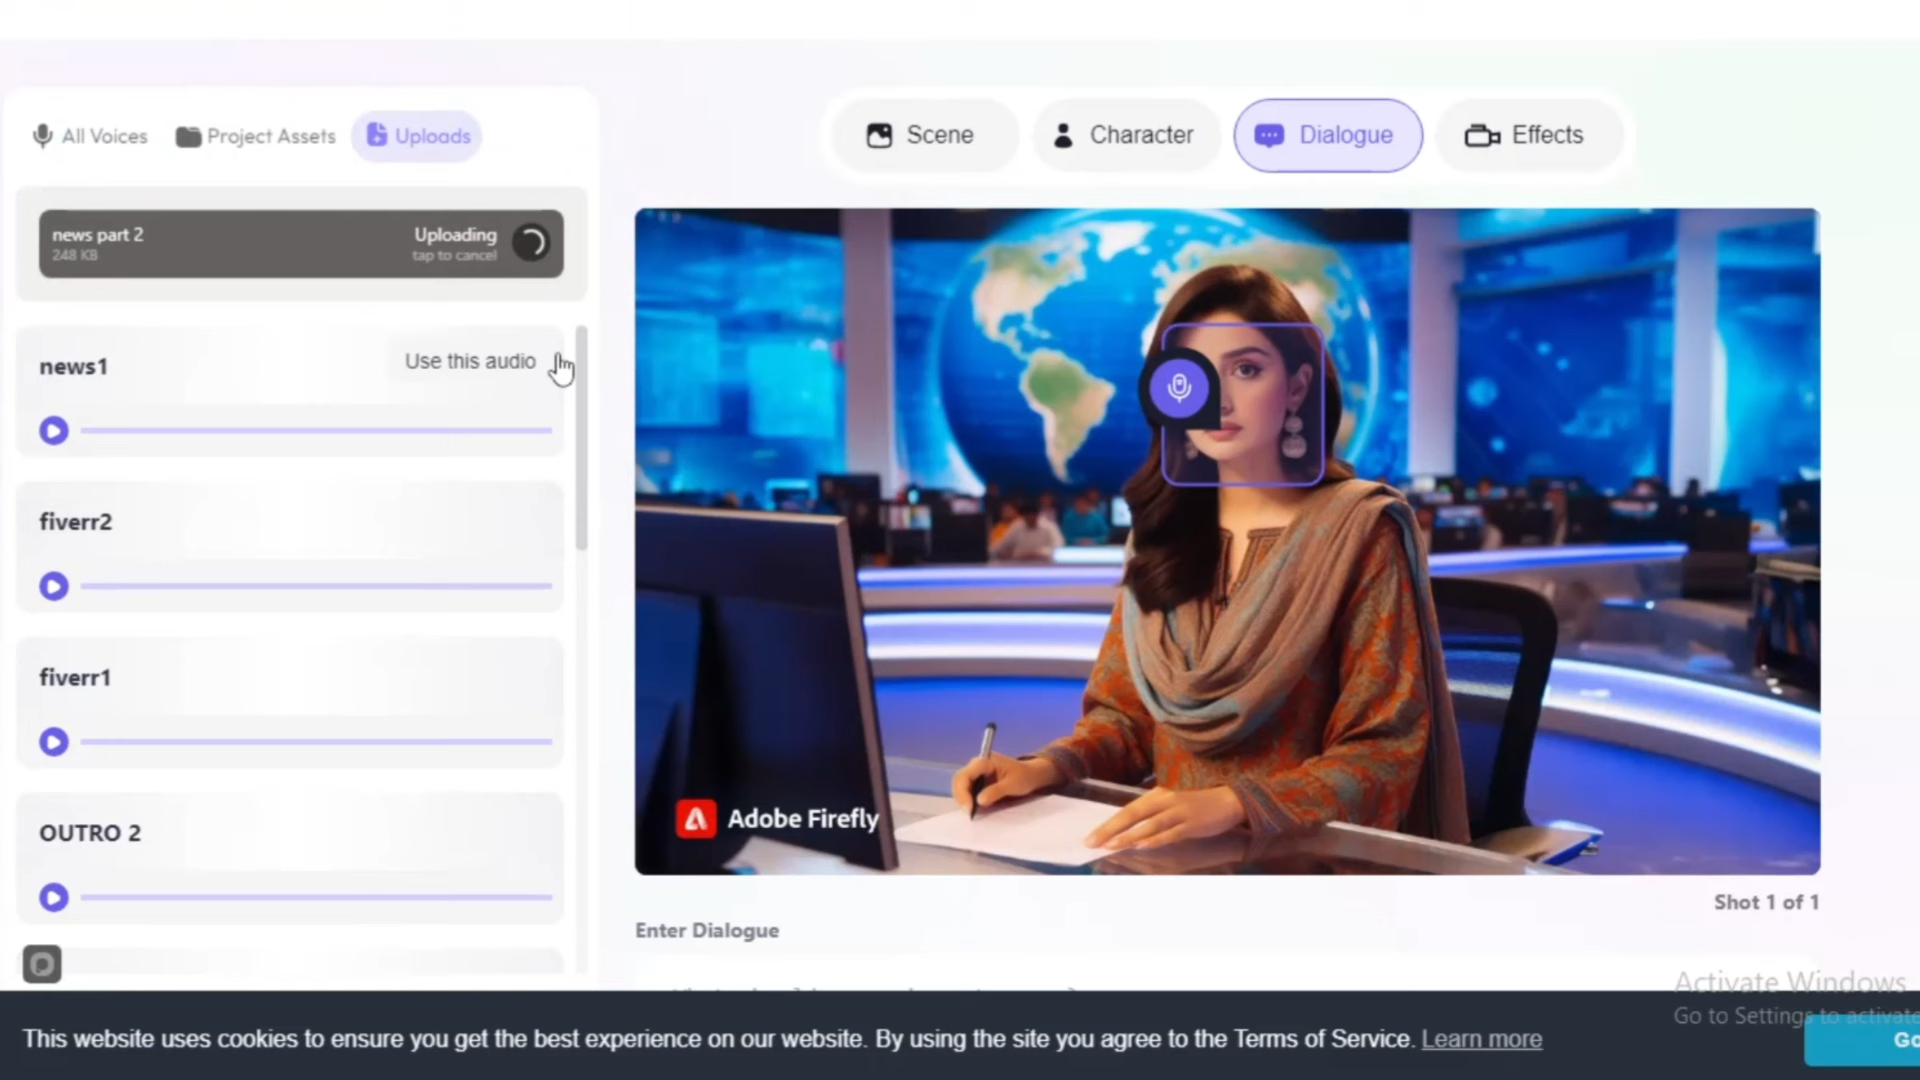 All Voices
Project Assets
Uploads
Scene
Character
Dialogue
Effects
news part 2
248 KB
Uploading
tap to cancel
news1
Use this audio
fiverr2
fiverr1
OUTRO 2
Adobe Firefly
Shot 1 of 1
Enter Dialogue
Activate Windows
Go to Settings to activate
This website uses cookies to ensure you get the best experience on our website. By using the site you agree to the Terms of Service. Learn more